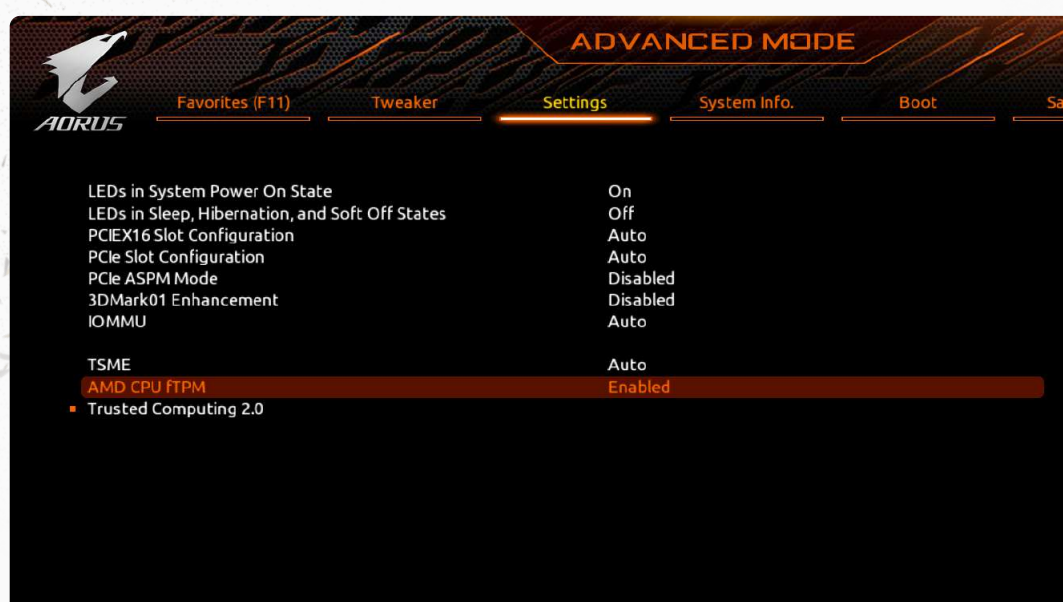 ADVANCED MODE
AORUS
Favorites (F11) Tweaker Settings System Info. Boot Sa
LEDs in System Power On State On
LEDs in Sleep, Hibernation, and Soft Off States Off
PCIEX16 Slot Configuration Auto
PCIe Slot Configuration Auto
PCIe ASPM Mode Disabled
3DMark01 Enhancement Disabled
IOMMU Auto
TSME Auto
AMD CPU fTPM Enabled
Trusted Computing 2.0